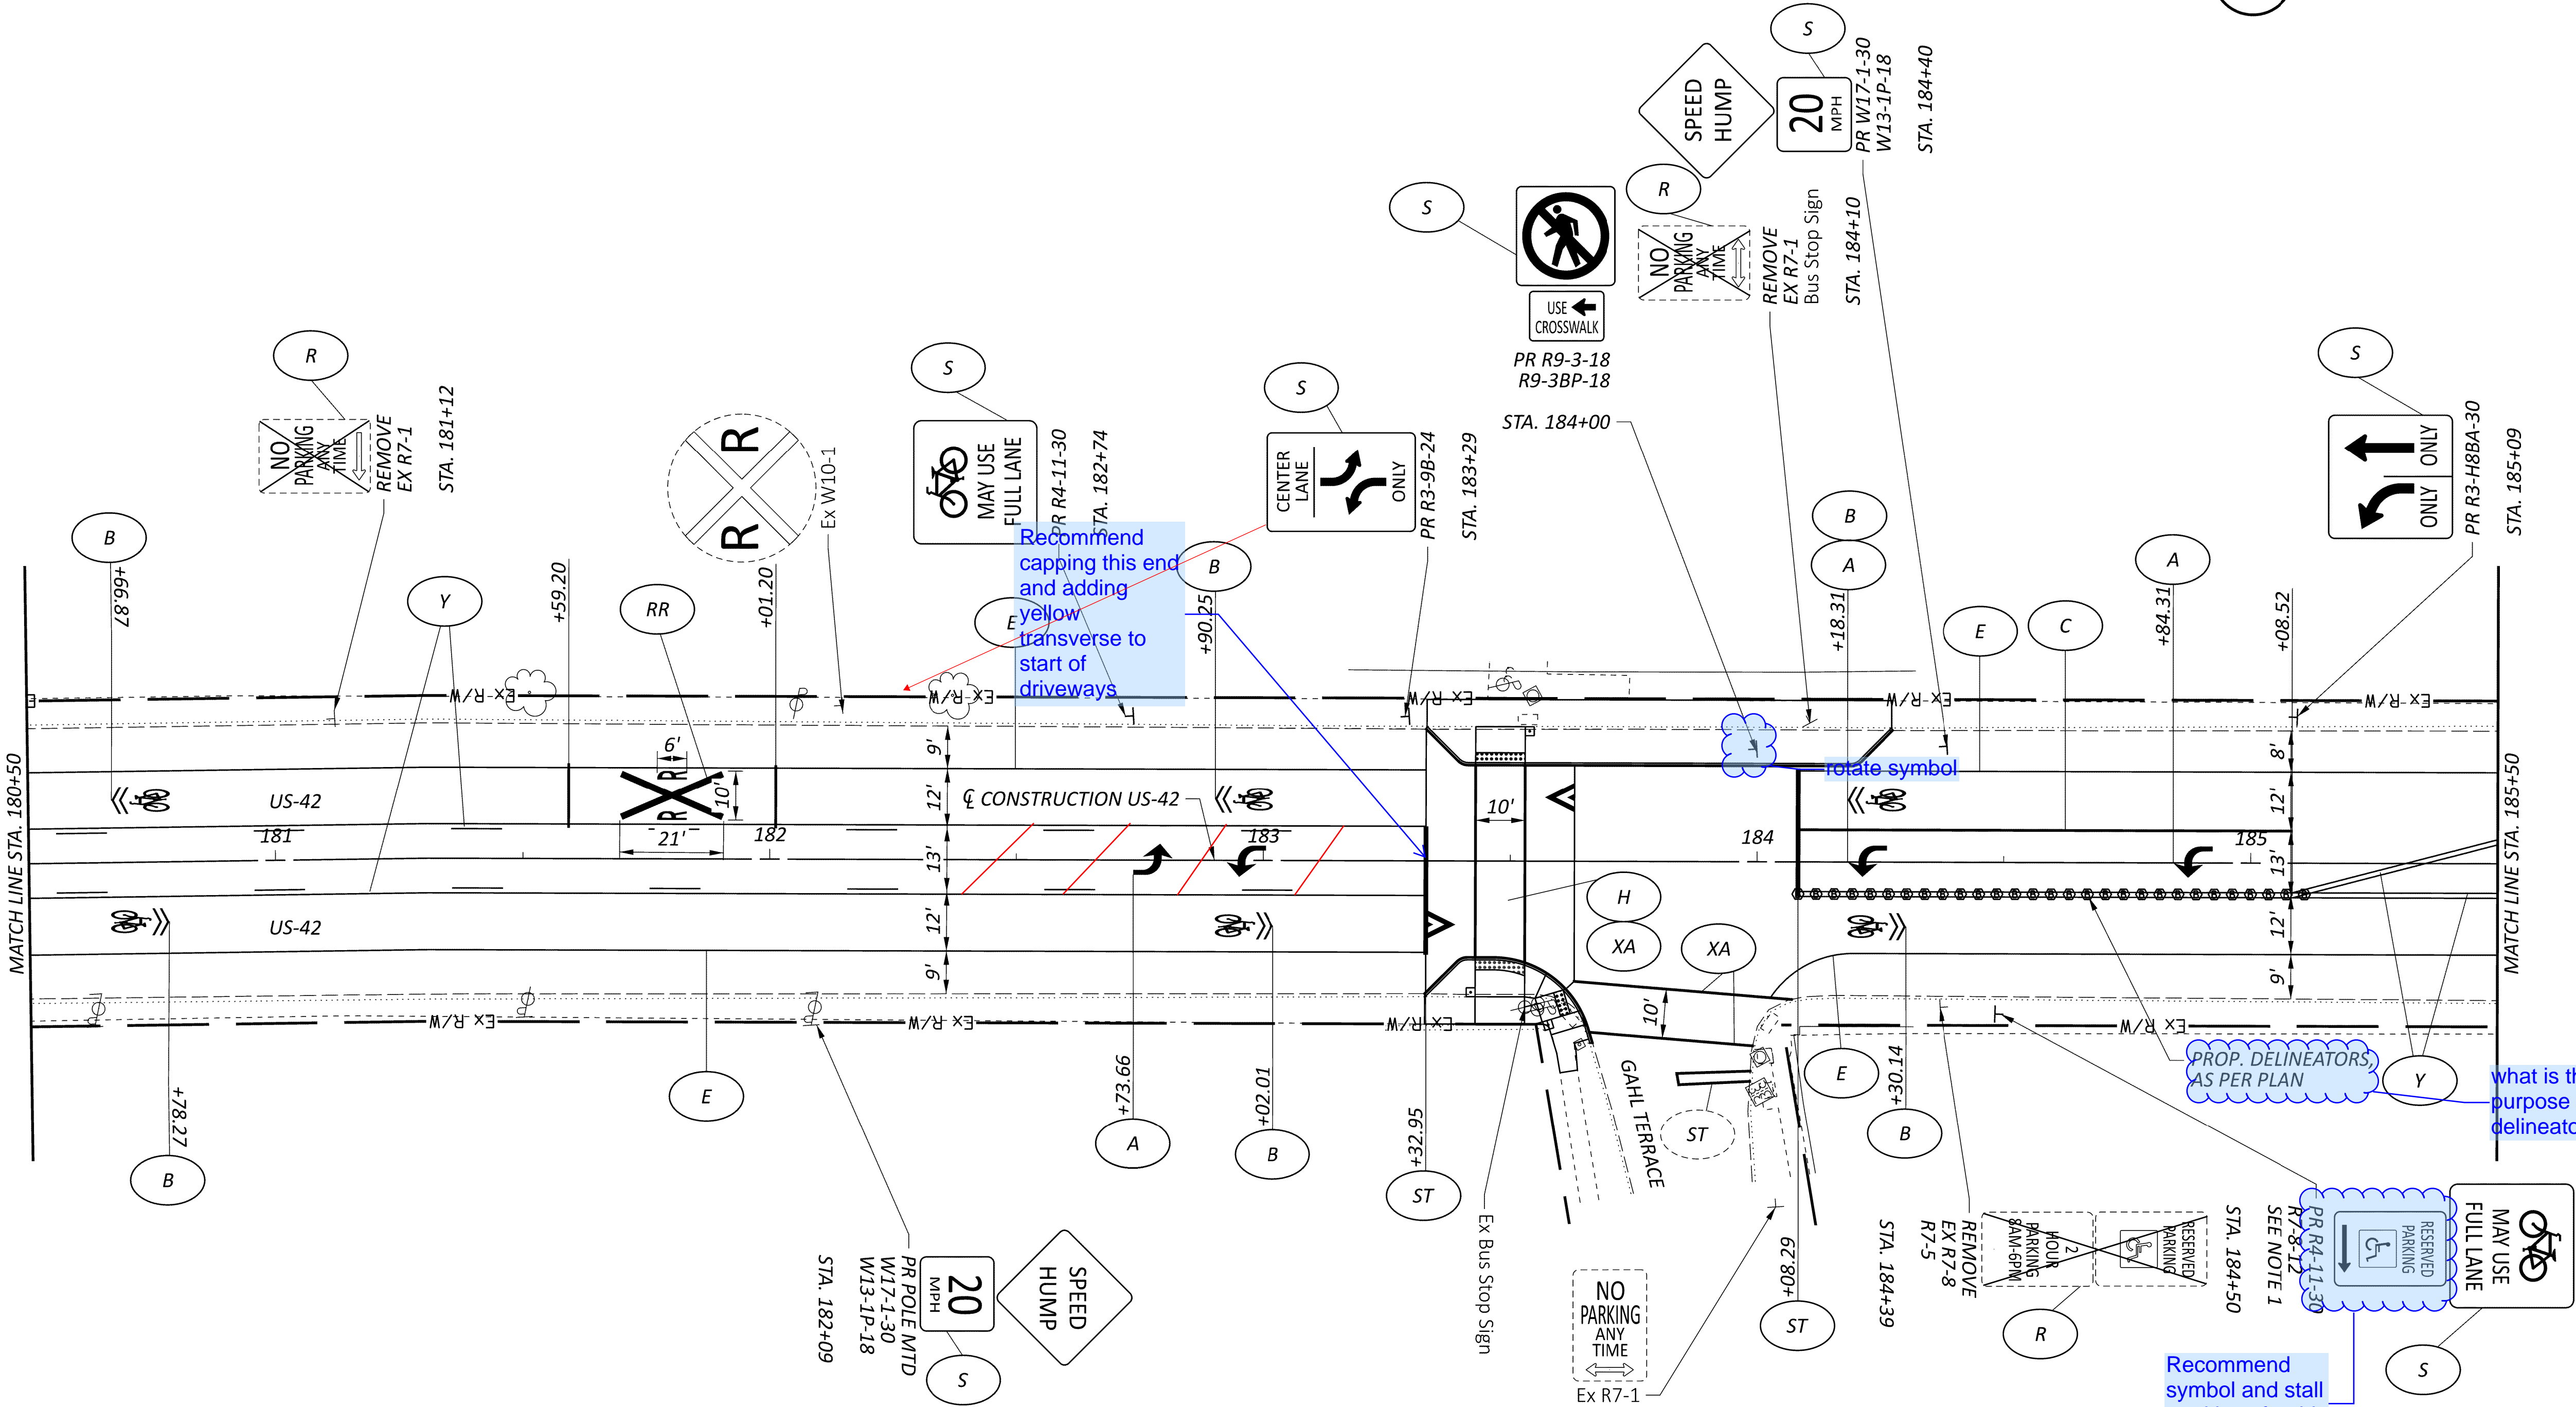 S
SPEED
HUMP
20
MPH
PR W17-1-30
W13-1P-18
STA. 184+40
R
NO
PARKING
ANY
TIME
REMOVE
EX R7-1
Bus Stop Sign
STA. 184+10
S
USE
CROSSWALK
PR R9-3-18
R9-3BP-18
STA. 184+00
R
NO
PARKING
ANY
TIME
REMOVE
EX R7-1
STA. 181+12
R R
Ex W10-1
S
MAY USE
FULL LANE
PR R4-11-30
STA. 182+74
S
CENTER
LANE
ONLY
PR R3-9B-24
STA. 183+29
S
ONLY
ONLY
PR R3-H8BA-30
STA. 185+09
B
+66.87
Y
+59.20
RR
+01.20
E
Recommend
capping this end
and adding
yellow
transverse to
start of
driveways
B
+90.25
B
A
+18.31
E
C
A
+84.31
+08.52
Ex R/W
Ex R/W
Ex R/W
Ex R/W
Ex R/W
rotate symbol
MATCH LINE STA. 180+50
MATCH LINE STA. 185+50
US-42
6'
R R
10'
21'
9'
12'
13'
12'
9'
℄ CONSTRUCTION US-42
10'
181
182
183
184
185
8'
12'
13'
12'
9'
US-42
H
XA
XA
10'
Ex R/W
Ex R/W
Ex R/W
Ex R/W
B
+78.27
E
A
+73.66
B
+02.01
ST
+32.95
GAHL TERRACE
ST
E
B
+30.14
PROP. DELINEATORS,
AS PER PLAN
Y
what is th
purpose
delineato
Ex Bus Stop Sign
ST
+08.29
NO
PARKING
ANY
TIME
Ex R7-1
SPEED
HUMP
20
MPH
PR POLE MTD
W17-1-30
W13-1P-18
STA. 182+09
S
RESERVED
PARKING
2
HOUR
PARKING
8AM-6PM
REMOVE
EX R7-8
R7-5
STA. 184+39
R
MAY USE
FULL LANE
RESERVED
PARKING
PR R4-11-30
R7-8-12
SEE NOTE 1
STA. 184+50
S
Recommend
symbol and stall